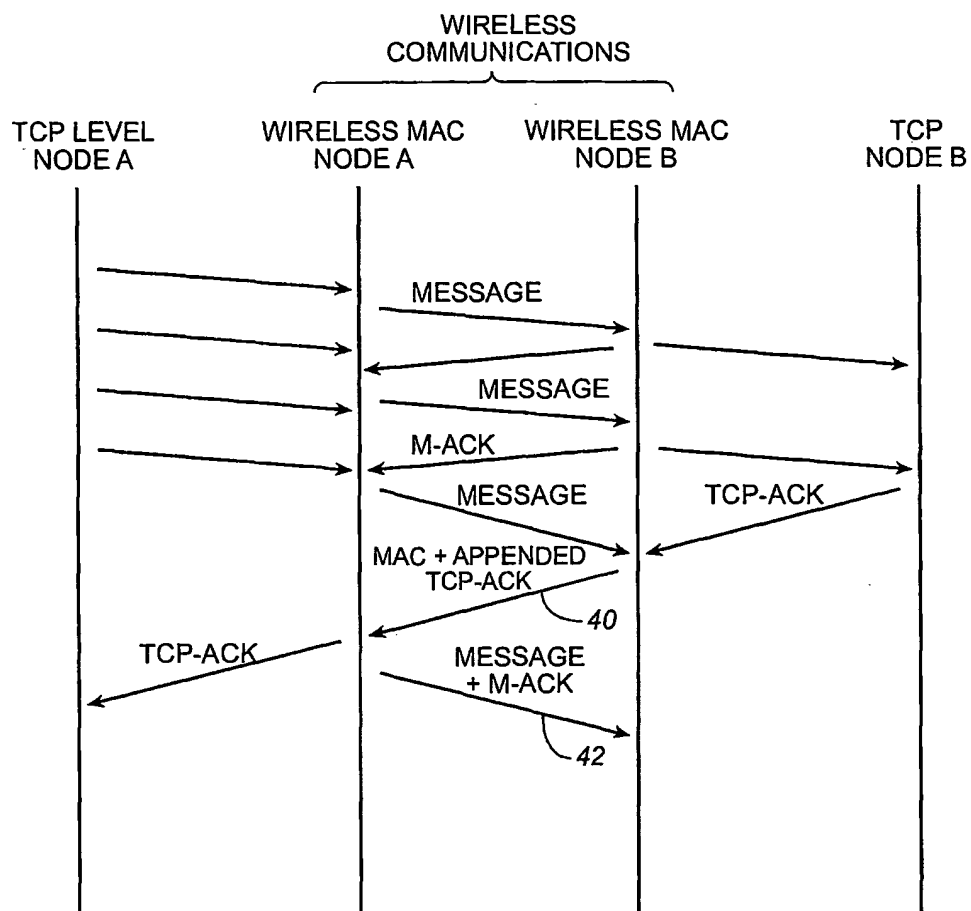 WIRELESS
COMMUNICATIONS
TCP LEVEL
NODE A
WIRELESS MAC
NODE A
WIRELESS MAC
NODE B
TCP
NODE B
MESSAGE
MESSAGE
M-ACK
MESSAGE
TCP-ACK
MAC + APPENDED
TCP-ACK
40
TCP-ACK
MESSAGE
+ M-ACK
42